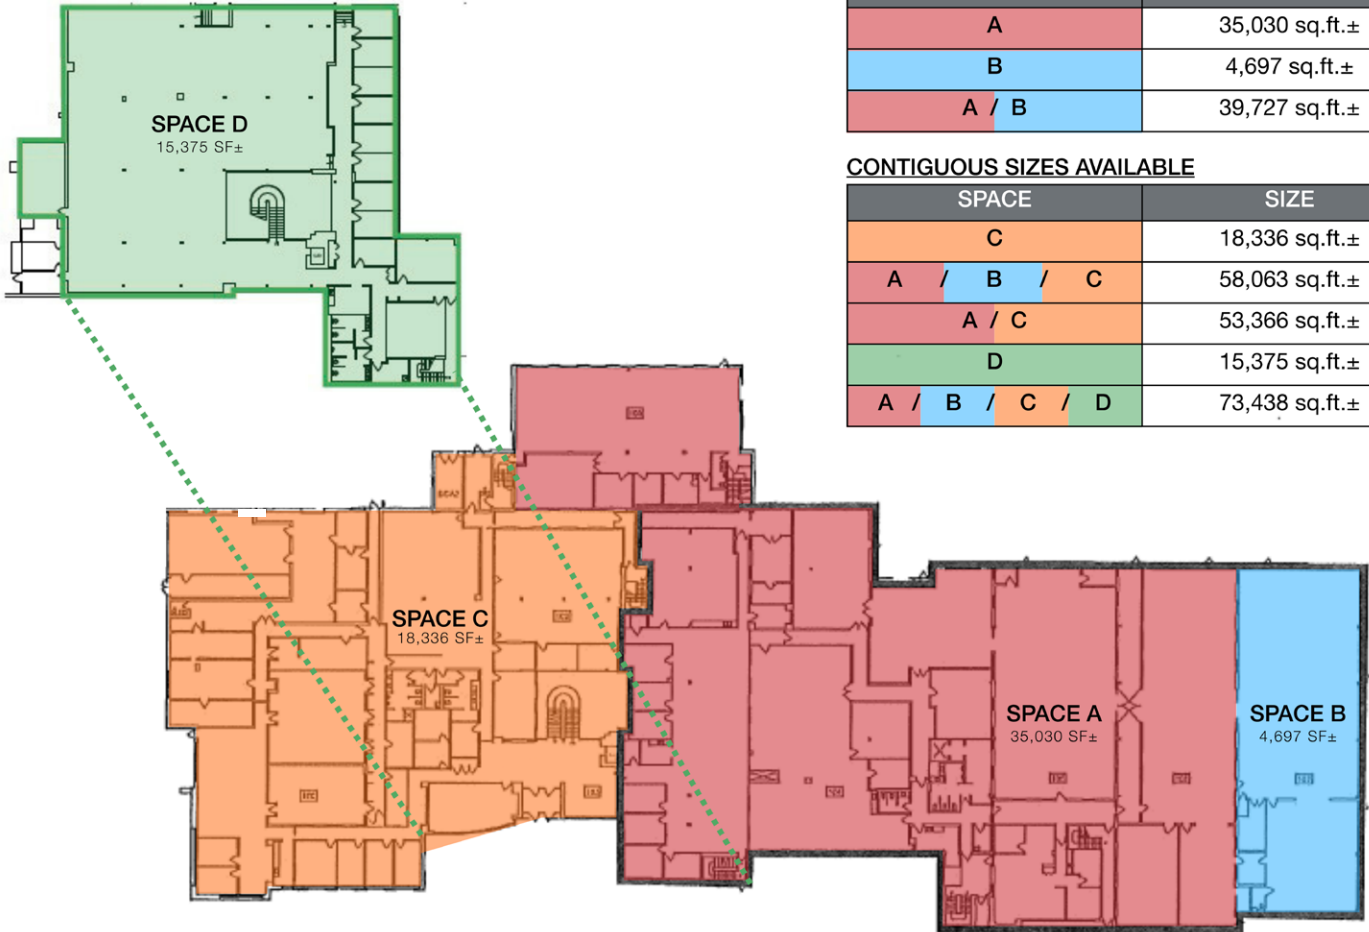 A 35,030 sq.ft.±
B 4,697 sq.ft.±
A / B 39,727 sq.ft.±
CONTIGUOUS SIZES AVAILABLE
SPACE SIZE
C 18,336 sq.ft.±
A / B / C 58,063 sq.ft.±
A / C 53,366 sq.ft.±
D 15,375 sq.ft.±
A / B / C / D 73,438 sq.ft.±
SPACE D
15,375 SF±
SPACE C
18,336 SF±
SPACE A
35,030 SF±
SPACE B
4,697 SF±